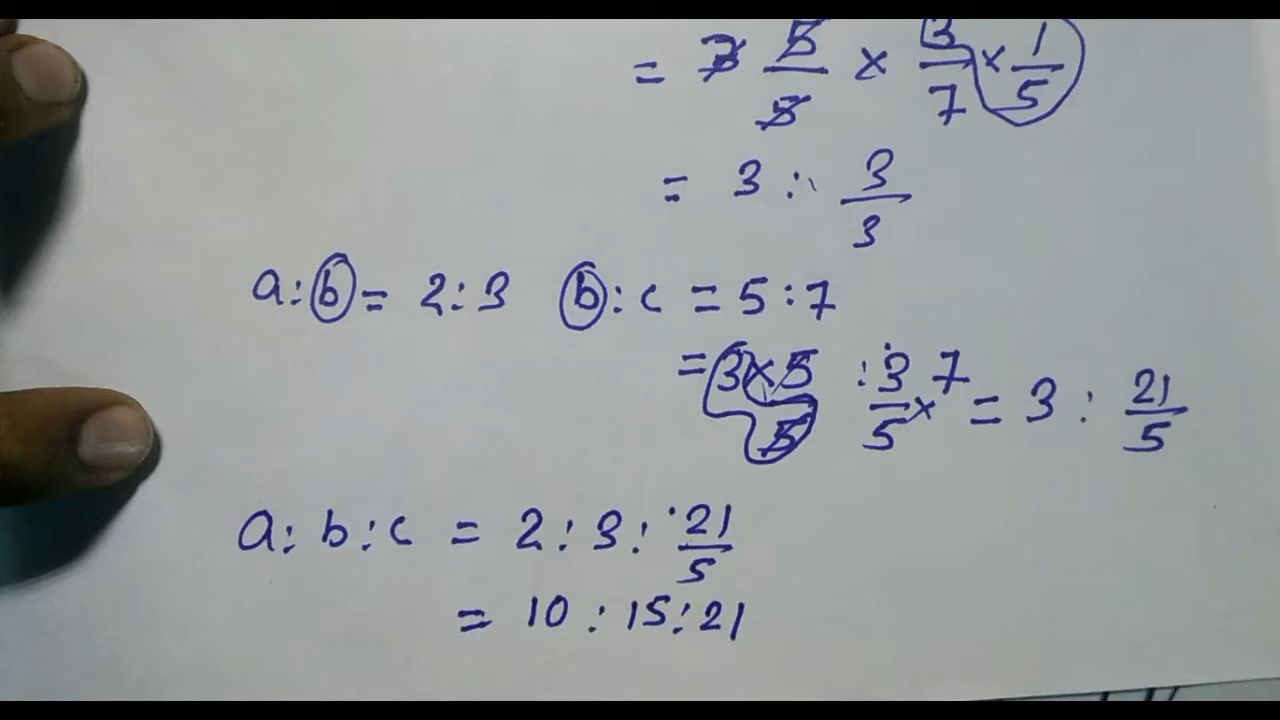 = 5/5 × 3/7 × 1/5
= 3 : 3/3
a:b = 2:3 b:c = 5:7
= 3×5/5 : 3/5 × 7 = 3 : 21/5
a:b:c = 2:3:21/5
= 10:15:21